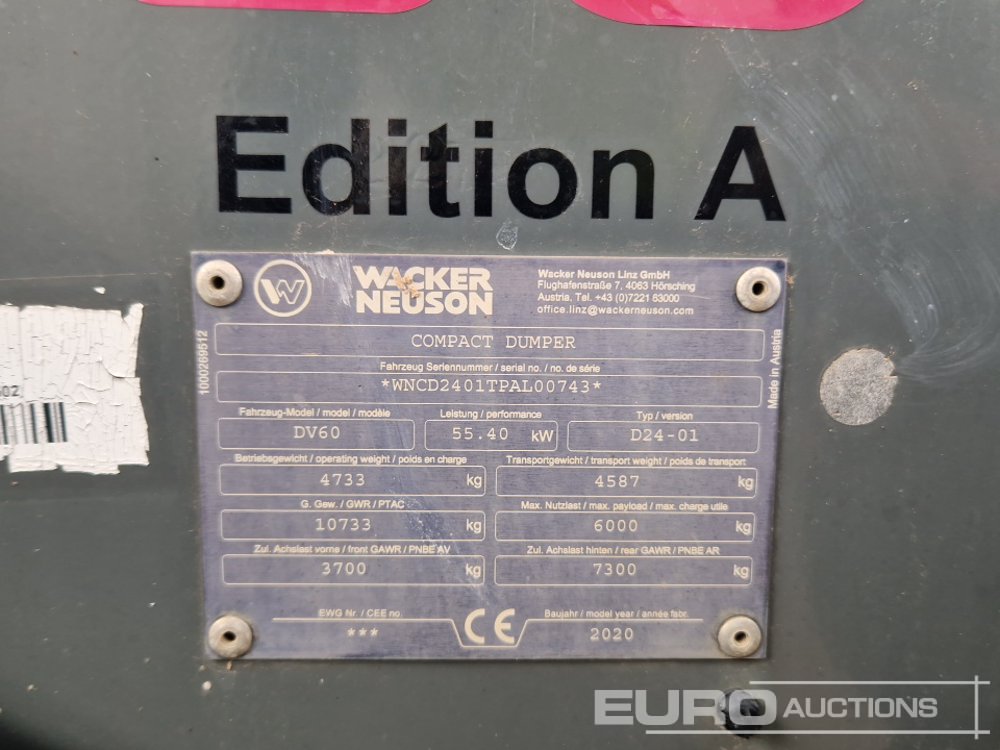 Edition A
W
WACKER
NEUSON
Wacker Neuson Linz GmbH
Flughafenstraße 7, 4063 Hörsching
Austria, Tel. +43 (0)7221 63000
office.linz@wackerneuson.com
1000269512
Made in Austria
COMPACT DUMPER
Fahrzeug Seriennummer / serial no. / no. de série
*WNCD2401TPAL00743*
Fahrzeug-Model / model / modèle
Leistung / performance
Typ / version
DV60
55.40 kW
D24-01
Betriebsgewicht / operating weight / poids en charge
Transportgewicht / transport weight / poids de transport
4733 kg
4587 kg
G. Gew. / GWR / PTAC
Max. Nutzlast / max. payload / max. charge utile
10733 kg
6000 kg
Zul. Achslast vorne / front GAWR / PNBE AV
Zul. Achslast hinten / rear GAWR / PNBE AR
3700 kg
7300 kg
EWG Nr. / CEE no.
***
CE
Baujahr / model year / année fabr.
2020
EURO AUCTIONS